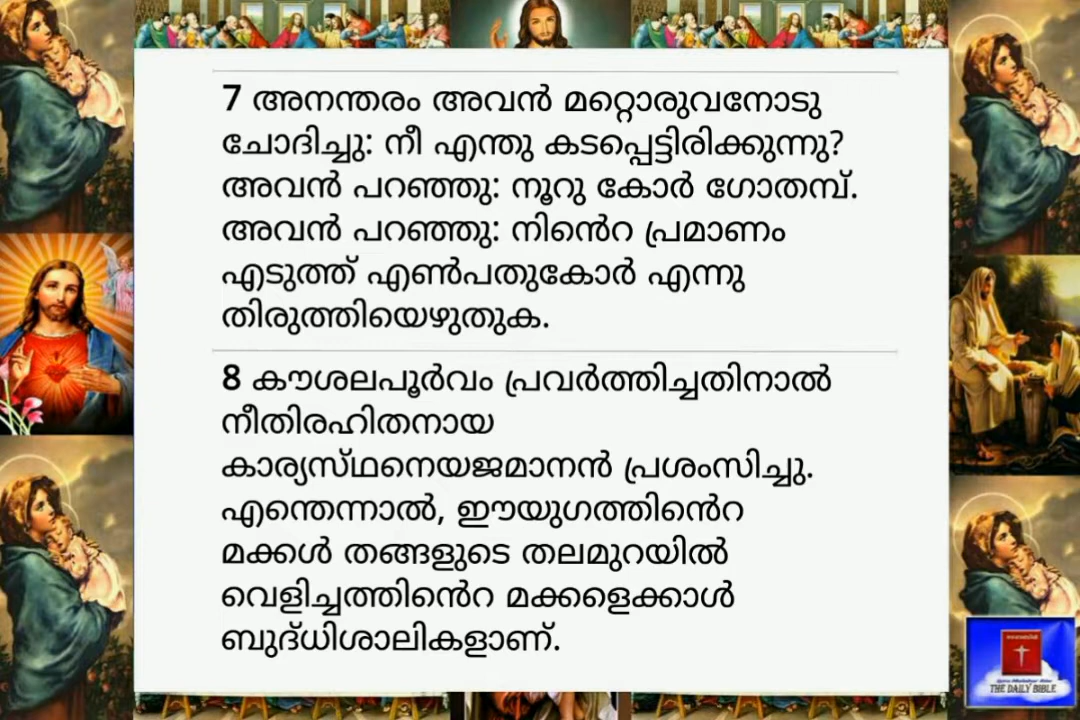 7 അനന്തരം അവൻ മറ്റൊരുവനോടു
ചോദിച്ചു: നീ എന്തു കടപ്പെട്ടിരിക്കുന്നു?
അവൻ പറഞ്ഞു: നൂറു കോർ ഗോതമ്പ്.
അവൻ പറഞ്ഞു: നിൻെറ പ്രമാണം
എടുത്ത് എൺപതുകോർ എന്നു
തിരുത്തിയെഴുതുക.
8 കൗശലപൂർവം പ്രവർത്തിച്ചതിനാൽ
നീതിരഹിതനായ
കാര്യസ്‌ഥനെയജമാനൻ പ്രശംസിച്ചു.
എന്തെന്നാൽ, ഈയുഗത്തിൻെറ
മക്കൾ തങ്ങളുടെ തലമുറയിൽ
വെളിച്ചത്തിൻെറ മക്കളെക്കാൾ
ബുദ്‌ധിശാലികളാണ്.
THE DAILY BIBLE